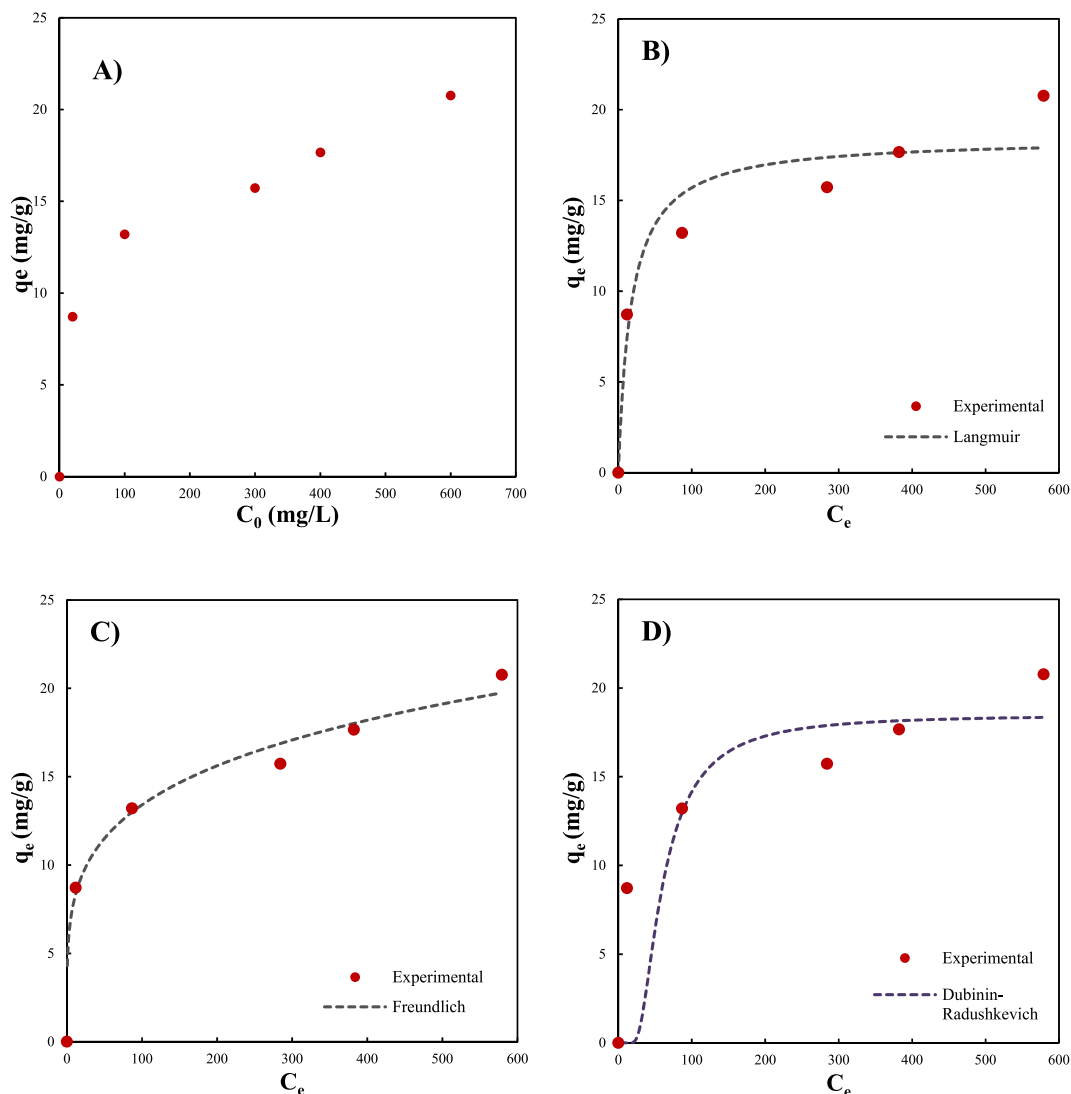 A)
25
20
15
10
5
0
qe (mg/g)
0 100 200 300 400 500 600 700
C₀ (mg/L)
B)
25
20
15
10
5
0
qₑ (mg/g)
Experimental
Langmuir
0 100 200 300 400 500 600
Cₑ
C)
25
20
15
10
5
0
qₑ (mg/g)
Experimental
Freundlich
0 100 200 300 400 500 600
Cₑ
D)
25
20
15
10
5
0
qₑ (mg/g)
Experimental
Dubinin-
Radushkevich
0 100 200 300 400 500 600
Cₑ